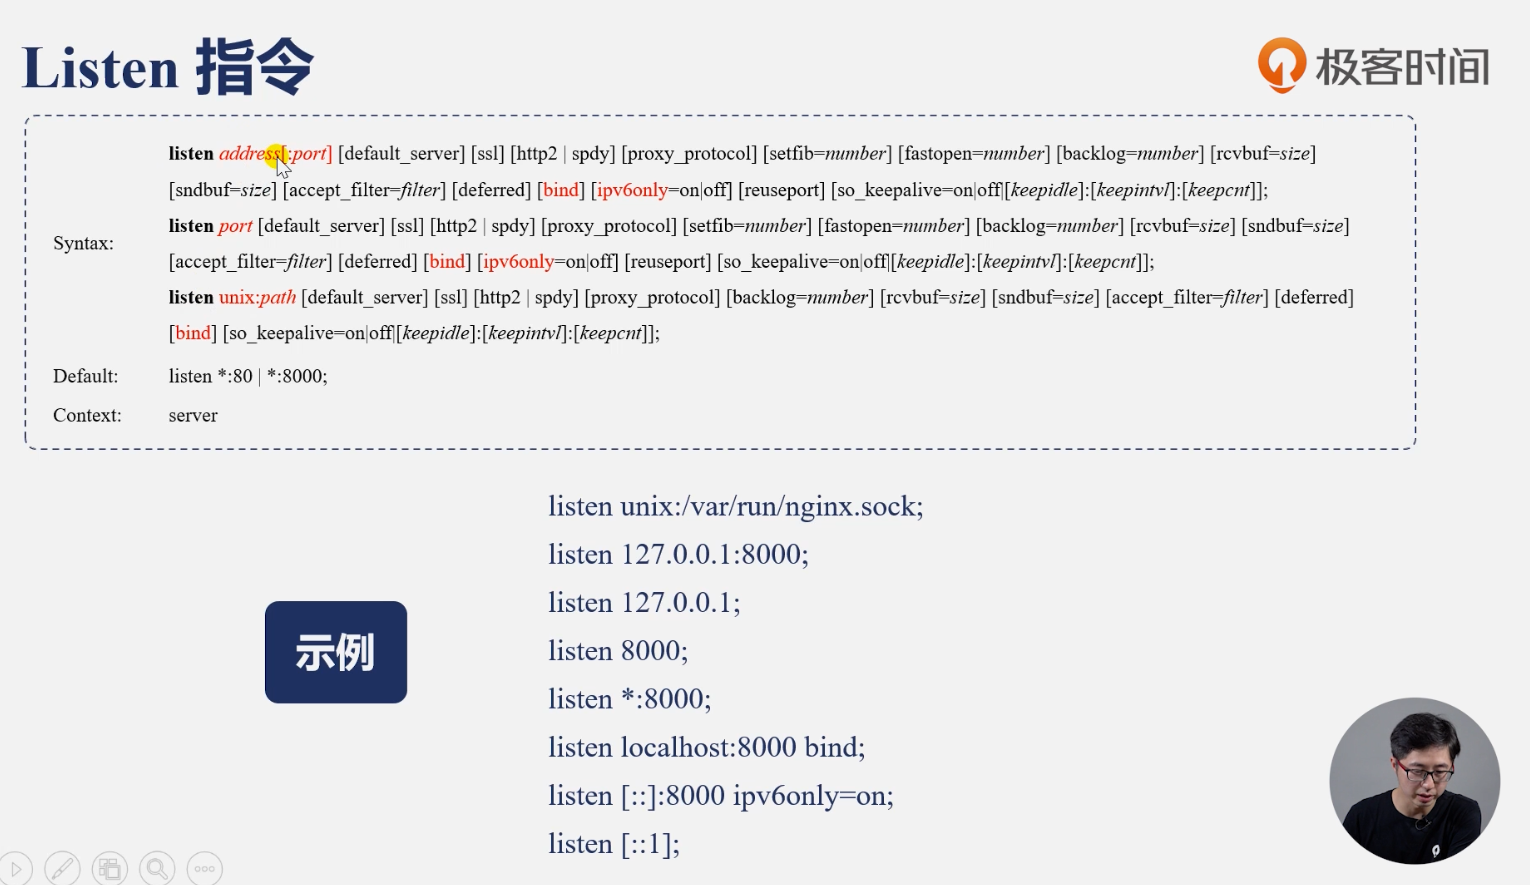 Listen 指令
极客时间
Syntax:
listen address[:port] [default_server] [ssl] [http2 | spdy] [proxy_protocol] [setfib=number] [fastopen=number] [backlog=number] [rcvbuf=size]
[sndbuf=size] [accept_filter=filter] [deferred] [bind] [ipv6only=on|off] [reuseport] [so_keepalive=on|off|[keepidle]:[keepintvl]:[keepcnt]];
listen port [default_server] [ssl] [http2 | spdy] [proxy_protocol] [setfib=number] [fastopen=number] [backlog=number] [rcvbuf=size] [sndbuf=size]
[accept_filter=filter] [deferred] [bind] [ipv6only=on|off] [reuseport] [so_keepalive=on|off|[keepidle]:[keepintvl]:[keepcnt]];
listen unix:path [default_server] [ssl] [http2 | spdy] [proxy_protocol] [backlog=number] [rcvbuf=size] [sndbuf=size] [accept_filter=filter] [deferred]
[bind] [so_keepalive=on|off|[keepidle]:[keepintvl]:[keepcnt]];
Default: listen *:80 | *:8000;
Context: server
示例
listen unix:/var/run/nginx.sock;
listen 127.0.0.1:8000;
listen 127.0.0.1;
listen 8000;
listen *:8000;
listen localhost:8000 bind;
listen [::]:8000 ipv6only=on;
listen [::1];